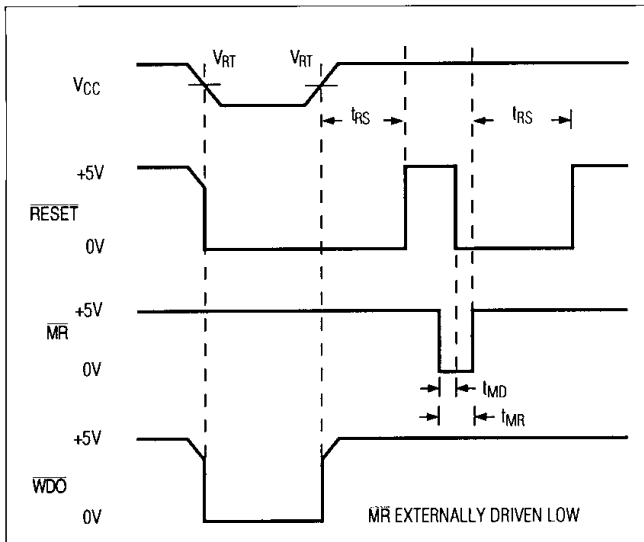 VRT VRT
VCC
tRS tRS
+5V
RESET
0V
+5V
MR
0V
tMD
tMR
+5V
WDO
0V MR EXTERNALLY DRIVEN LOW